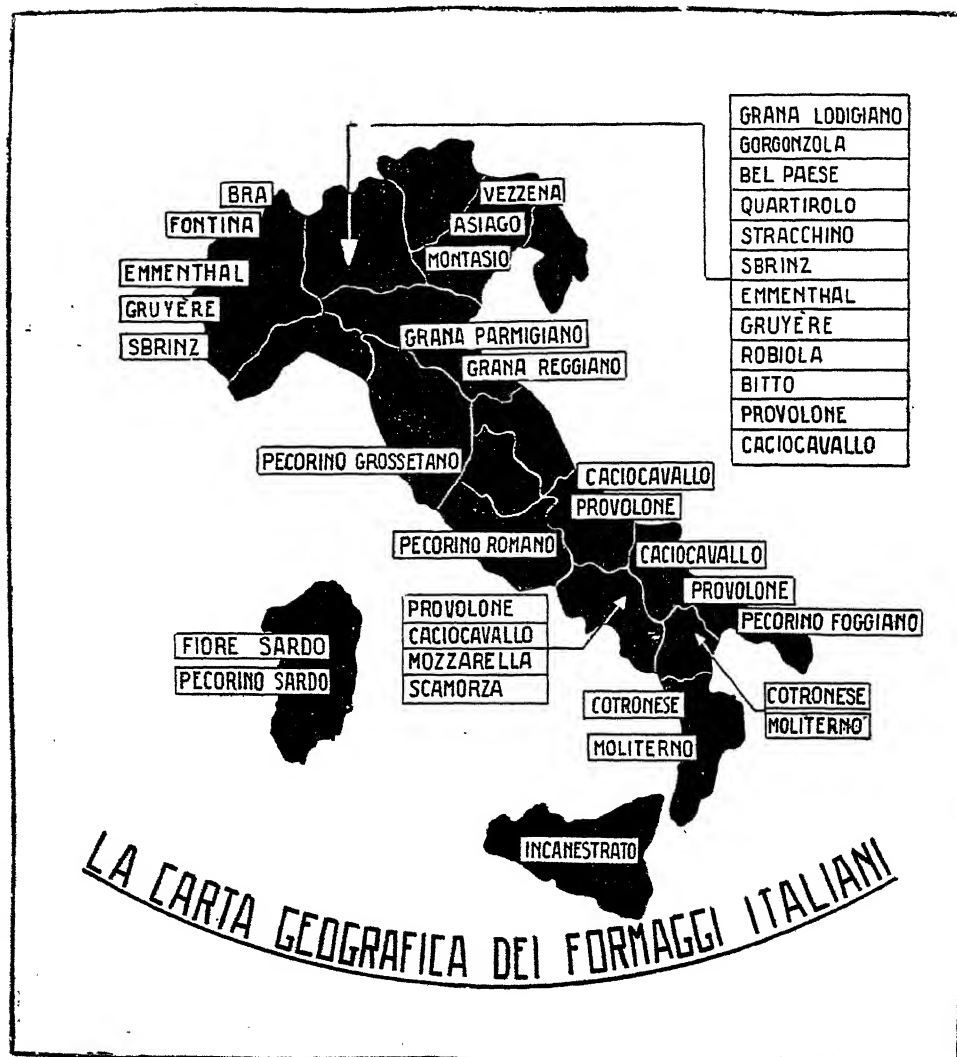 GRANA LODIGIANO
GORGONZOLA
BEL PAESE
QUARTIROLO
STRACCHINO
SBRINZ
EMMENTHAL
GRUYÈRE
ROBIOLA
BITTO
PROVOLONE
CACIOCAVALLO
BRA
FONTINA
EMMENTHAL
GRUYÈRE
SBRINZ
VEZZENA
ASIAGO
MONTASIO
GRANA PARMIGIANO
GRANA REGGIANO
PECORINO GROSSETANO
CACIOCAVALLO
PROVOLONE
PECORINO ROMANO
CACIOCAVALLO
PROVOLONE
PECORINO FOGGIANO
PROVOLONE
CACIOCAVALLO
MOZZARELLA
SCAMORZA
FIORE SARDO
PECORINO SARDO
COTRONESE
MOLITERNO
COTRONESE
MOLITERNO
INCANESTRATO
LA CARTA GEOGRAFICA DEI FORMAGGI ITALIANI